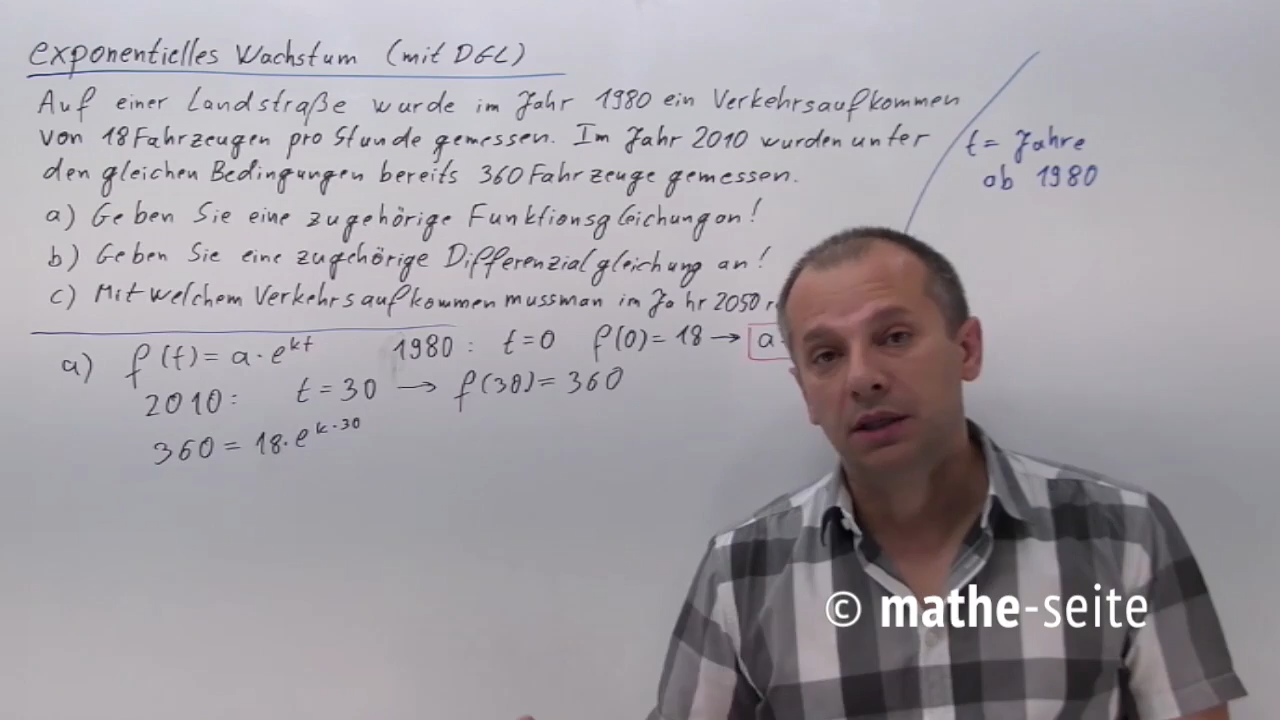 exponentielles Wachstum (mit DGL)
Auf einer Landstraße wurde im Jahr 1980 ein Verkehrsaufkommen
von 18 Fahrzeugen pro Stunde gemessen. Im Jahr 2010 wurden unter
den gleichen Bedingungen bereits 360 Fahrzeuge gemessen.
t = Jahre
ab 1980
a) Geben Sie eine zugehörige Funktionsgleichung an!
b) Geben Sie eine zugehörige Differenzialgleichung an!
c) Mit welchem Verkehrsaufkommen muss man im Jahr 2050
a) f(t) = a · e^{kt} 1980: t=0 f(0) = 18 → a
2010: t = 30 → f(30) = 360
360 = 18 · e^{k·30}
© mathe-seite